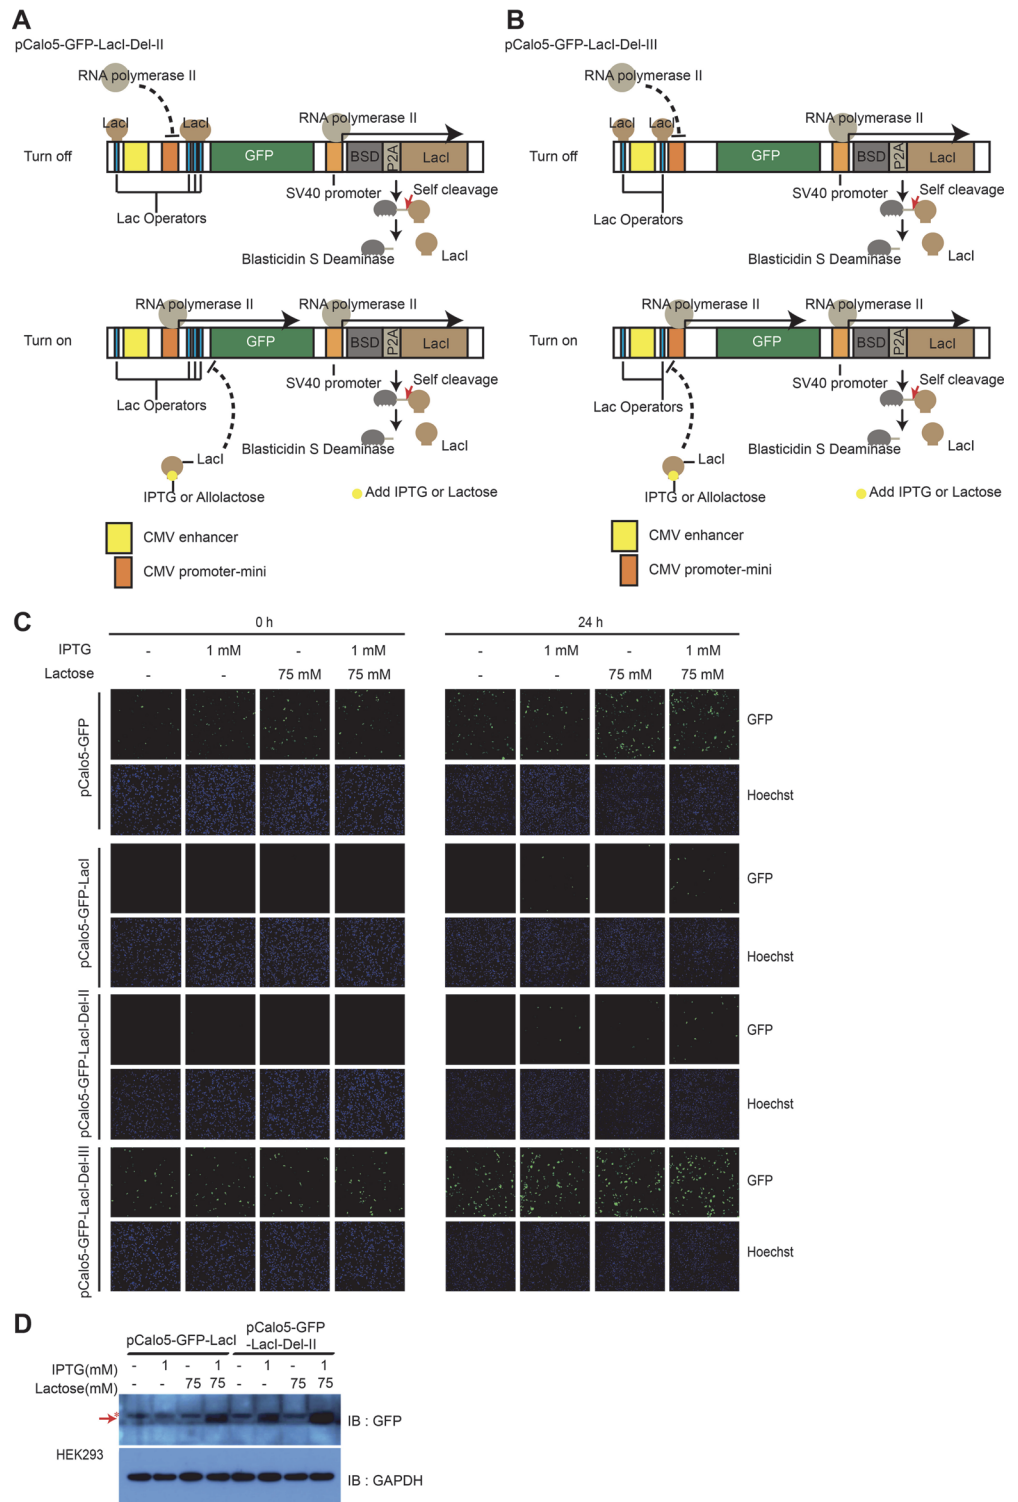 A
pCalo5-GFP-LacI-Del-II
RNA polymerase II
LacI
LacI
RNA polymerase II
Turn off
GFP
BSD
P2A
LacI
SV40 promoter
Self cleavage
Lac Operators
Blasticidin S Deaminase
LacI
RNA polymerase II
RNA polymerase II
Turn on
GFP
BSD
P2A
LacI
SV40 promoter
Self cleavage
Lac Operators
Blasticidin S Deaminase
LacI
LacI
IPTG or Allolactose
Add IPTG or Lactose
CMV enhancer
CMV promoter-mini
B
pCalo5-GFP-LacI-Del-III
RNA polymerase II
LacI
LacI
RNA polymerase II
Turn off
GFP
BSD
P2A
LacI
SV40 promoter
Self cleavage
Lac Operators
Blasticidin S Deaminase
LacI
RNA polymerase II
RNA polymerase II
Turn on
GFP
BSD
P2A
LacI
SV40 promoter
Self cleavage
Lac Operators
Blasticidin S Deaminase
LacI
LacI
IPTG or Allolactose
Add IPTG or Lactose
CMV enhancer
CMV promoter-mini
C
0 h
24 h
IPTG - 1 mM - 1 mM - 1 mM - 1 mM
Lactose - - 75 mM 75 mM - - 75 mM 75 mM
pCalo5-GFP
GFP
Hoechst
pCalo5-GFP-LacI
GFP
Hoechst
pCalo5-GFP-LacI-Del-II
GFP
Hoechst
pCalo5-GFP-LacI-Del-III
GFP
Hoechst
D
pCalo5-GFP-LacI
pCalo5-GFP
-LacI-Del-II
IPTG(mM) - 1 - 1 - 1 - 1
Lactose(mM) - - 75 75 - - 75 75
*
IB : GFP
HEK293
IB : GAPDH